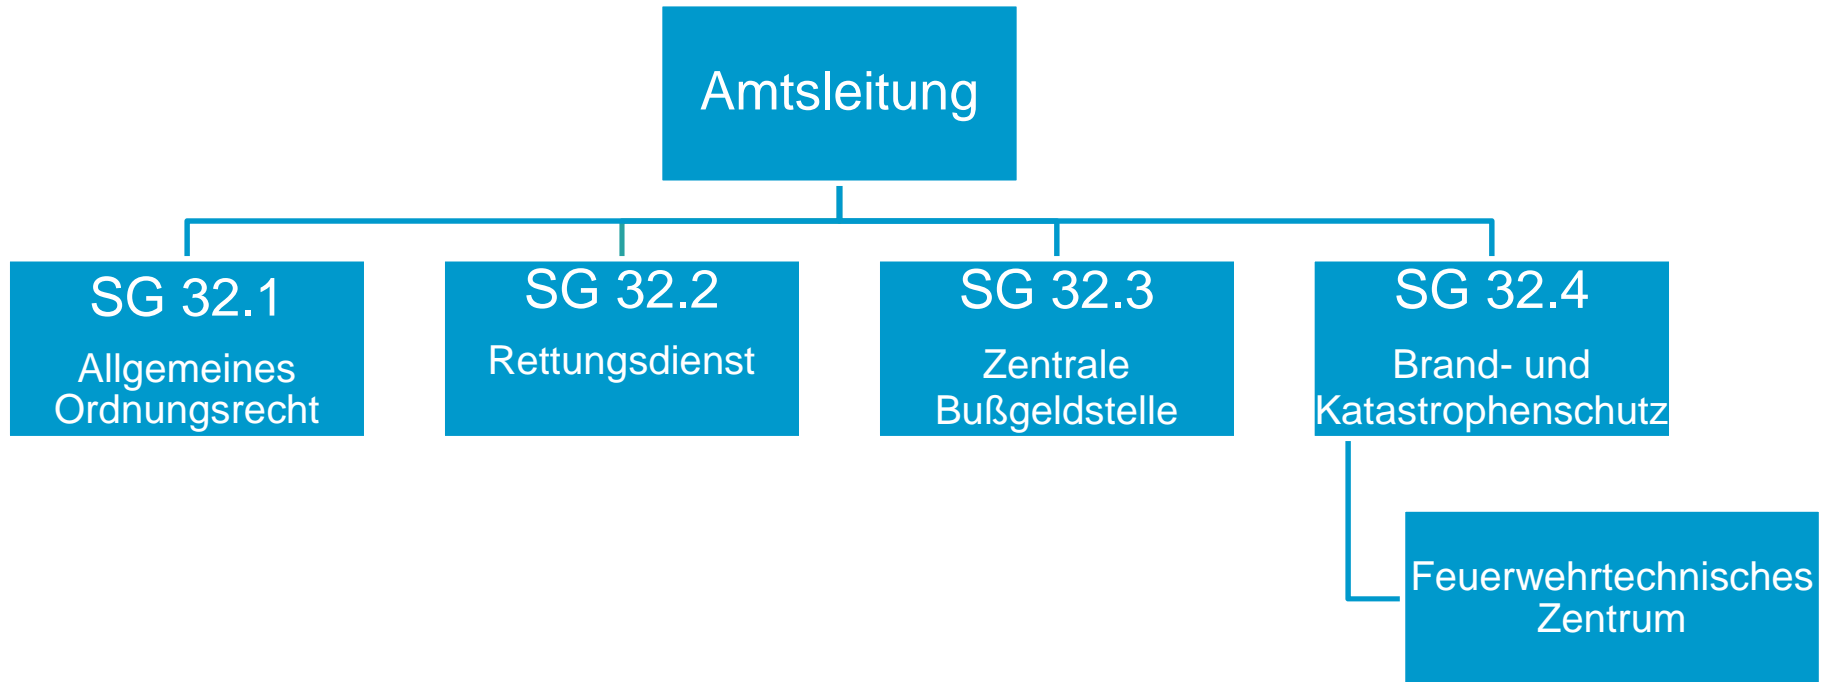 Amtsleitung
SG 32.1
Allgemeines
Ordnungsrecht
SG 32.2
Rettungsdienst
SG 32.3
Zentrale
Bußgeldstelle
SG 32.4
Brand- und
Katastrophenschutz
Feuerwehrtechnisches
Zentrum